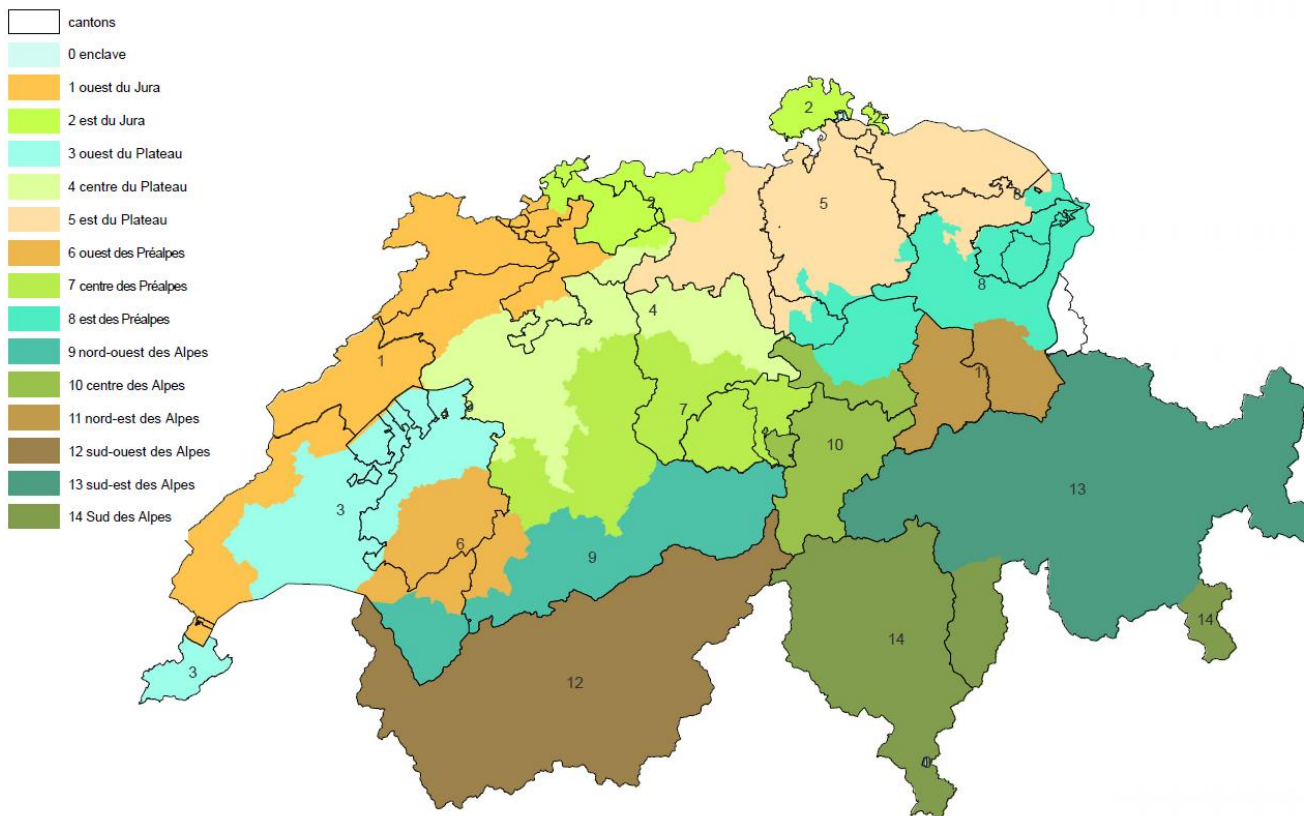 cantons
0 enclave
1 ouest du Jura
2 est du Jura
3 ouest du Plateau
4 centre du Plateau
5 est du Plateau
6 ouest des Préalpes
7 centre des Préalpes
8 est des Préalpes
9 nord-ouest des Alpes
10 centre des Alpes
11 nord-est des Alpes
12 sud-ouest des Alpes
13 sud-est des Alpes
14 Sud des Alpes
2
2
2
5
8
4
8
1
1
7
10
13
3
6
9
14
14
3
12